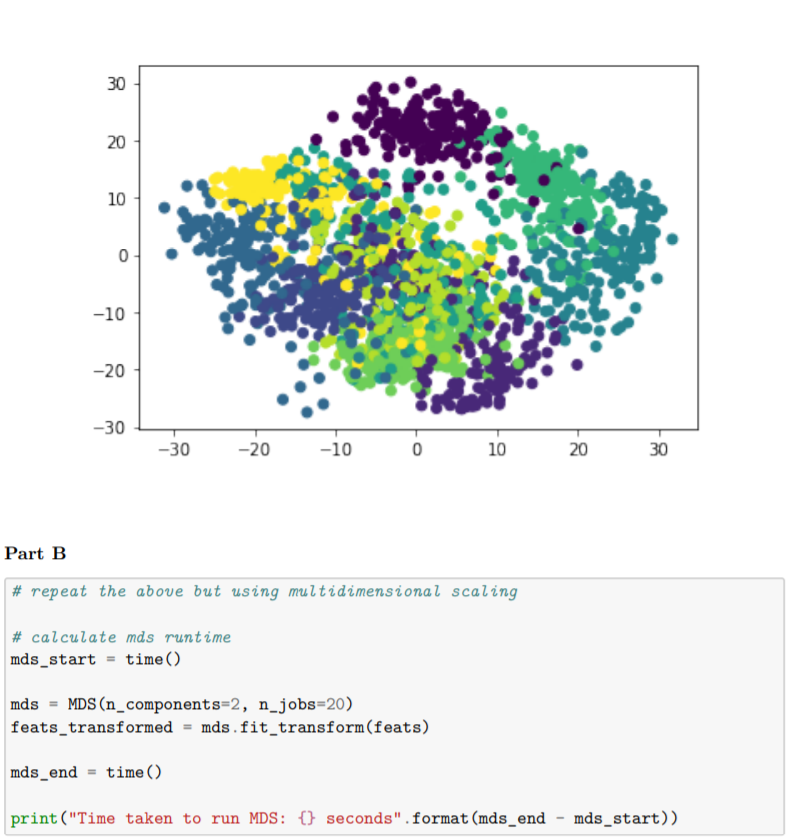 30
20
10
0
−10
−20
−30
−30 −20 −10 0 10 20 30
Part B
# repeat the above but using multidimensional scaling
# calculate mds runtime
mds_start = time()
mds = MDS(n_components=2, n_jobs=20)
feats_transformed = mds.fit_transform(feats)
mds_end = time()
print("Time taken to run MDS: {} seconds".format(mds_end - mds_start))